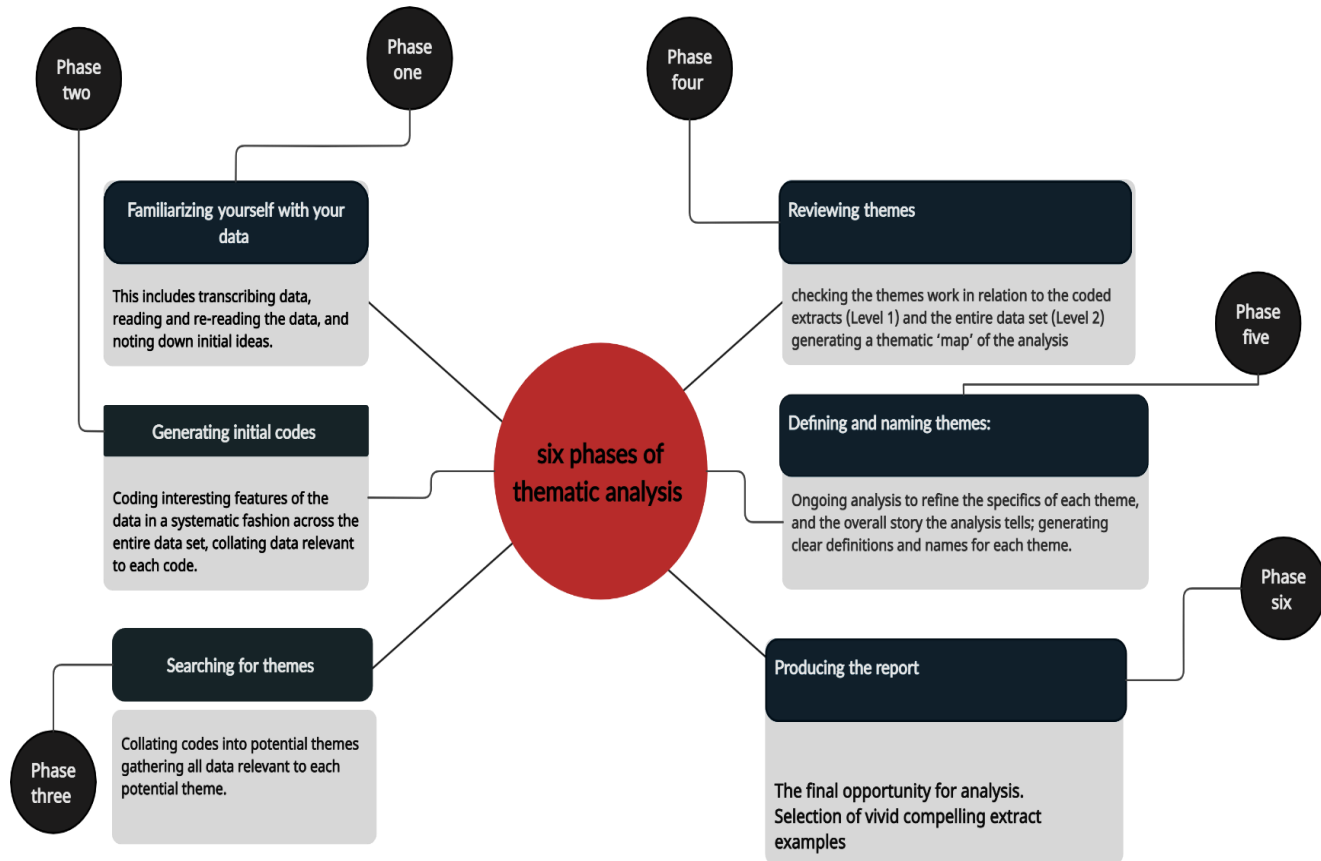 Phase
one
Familiarizing yourself with your
data
This includes transcribing data,
reading and re-reading the data, and
noting down initial ideas.
Phase
two
Generating initial codes
Coding interesting features of the
data in a systematic fashion across the
entire data set, collating data relevant
to each code.
Phase
three
Searching for themes
Collating codes into potential themes
gathering all data relevant to each
potential theme.
six phases of
thematic analysis
Phase
four
Reviewing themes
checking the themes work in relation to the coded
extracts (Level 1) and the entire data set (Level 2)
generating a thematic ‘map’ of the analysis
Phase
five
Defining and naming themes:
Ongoing analysis to refine the specifics of each theme,
and the overall story the analysis tells; generating
clear definitions and names for each theme.
Phase
six
Producing the report
The final opportunity for analysis.
Selection of vivid compelling extract
examples